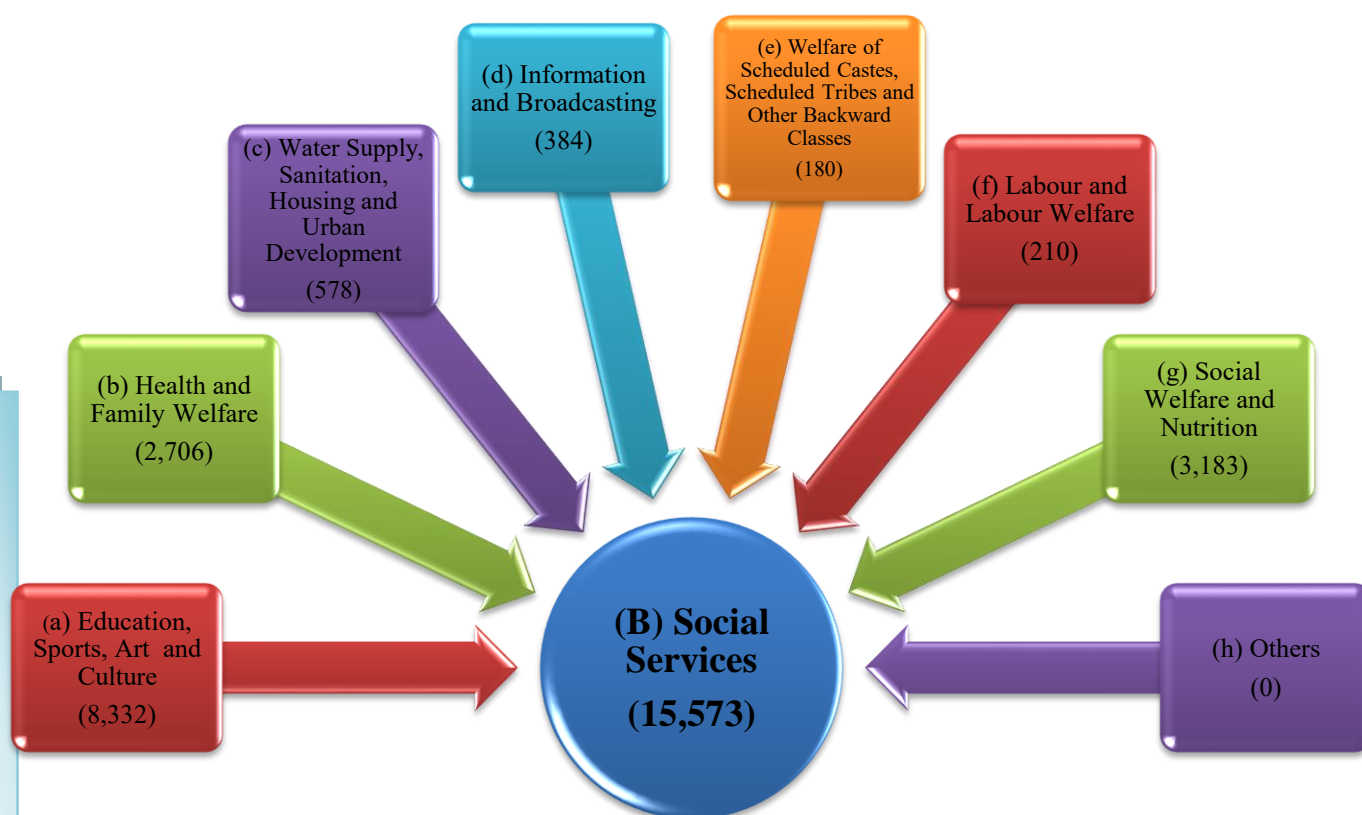 (a) Education,
Sports, Art and
Culture
(8,332)
(b) Health and
Family Welfare
(2,706)
(c) Water Supply,
Sanitation,
Housing and
Urban
Development
(578)
(d) Information
and Broadcasting
(384)
(e) Welfare of
Scheduled Castes,
Scheduled Tribes and
Other Backward
Classes
(180)
(f) Labour and
Labour Welfare
(210)
(g) Social
Welfare and
Nutrition
(3,183)
(h) Others
(0)
(B) Social
Services
(15,573)